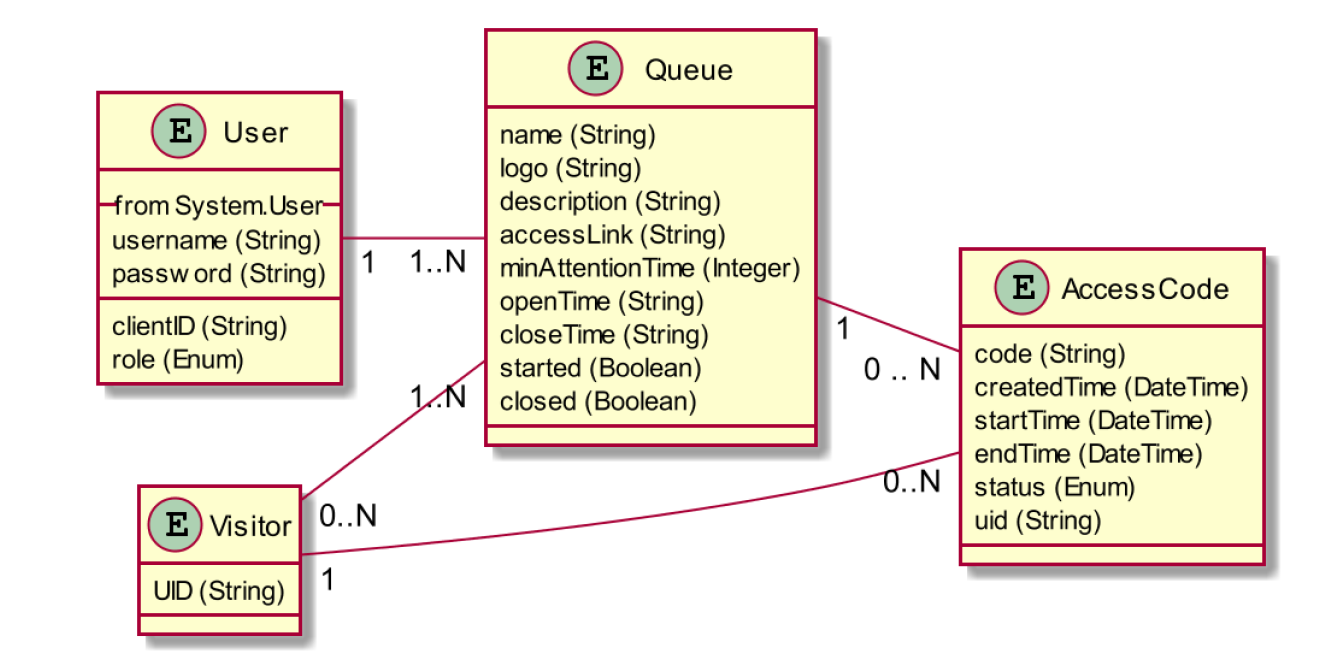 E User
from System.User
username (String)
password (String)
clientID (String)
role (Enum)
1
1..N
E Queue
name (String)
logo (String)
description (String)
accessLink (String)
minAttentionTime (Integer)
openTime (String)
closeTime (String)
started (Boolean)
closed (Boolean)
1
0 .. N
E AccessCode
code (String)
createdTime (DateTime)
startTime (DateTime)
endTime (DateTime)
status (Enum)
uid (String)
1..N
0..N
E Visitor
UID (String)
1
0..N